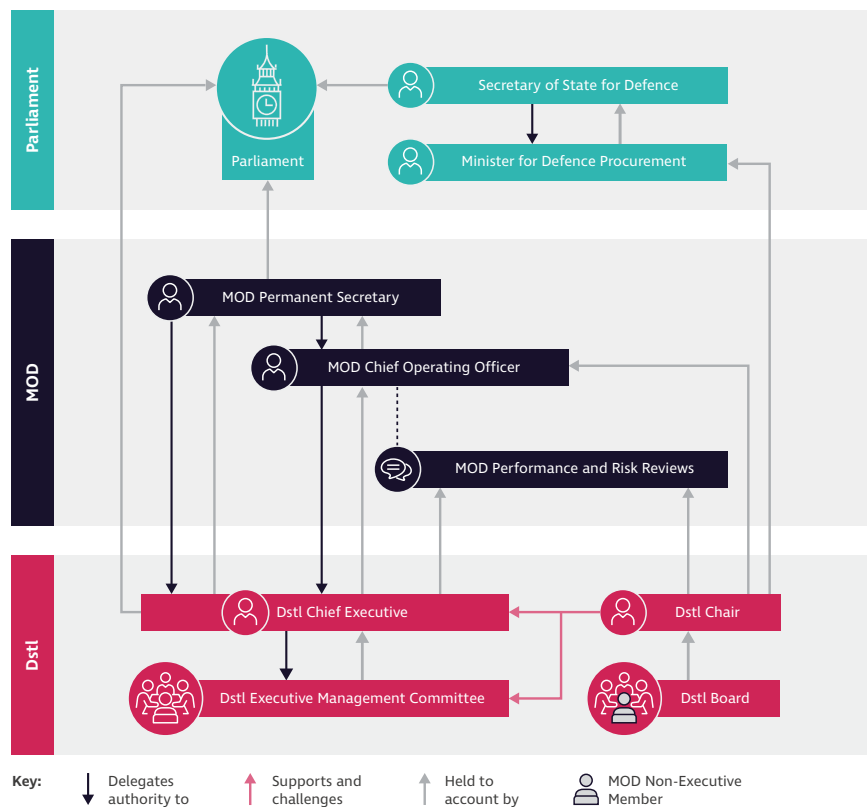 Parliament
Parliament
Secretary of State for Defence
Minister for Defence Procurement
MOD
MOD Permanent Secretary
MOD Chief Operating Officer
MOD Performance and Risk Reviews
Dstl
Dstl Chief Executive
Dstl Chair
Dstl Executive Management Committee
Dstl Board
Key:
Delegates
authority to
Supports and
challenges
Held to
account by
MOD Non-Executive
Member